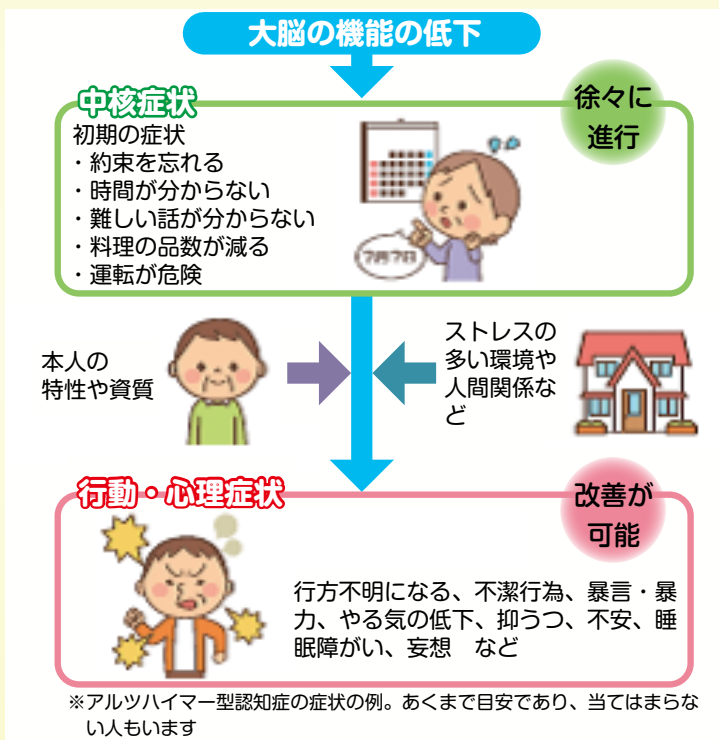 大脳の機能の低下
中核症状
徐々に
進行
初期の症状
・約束を忘れる
・時間が分からない
・難しい話が分からない
・料理の品数が減る
・運転が危険
7月7日
本人の
特性や資質
ストレスの
多い環境や
人間関係な
ど
行動・心理症状
改善が
可能
行方不明になる、不潔行為、暴言・暴
力、やる気の低下、抑うつ、不安、睡
眠障がい、妄想　など
※アルツハイマー型認知症の症状の例。あくまで目安であり、当てはまらな
い人もいます